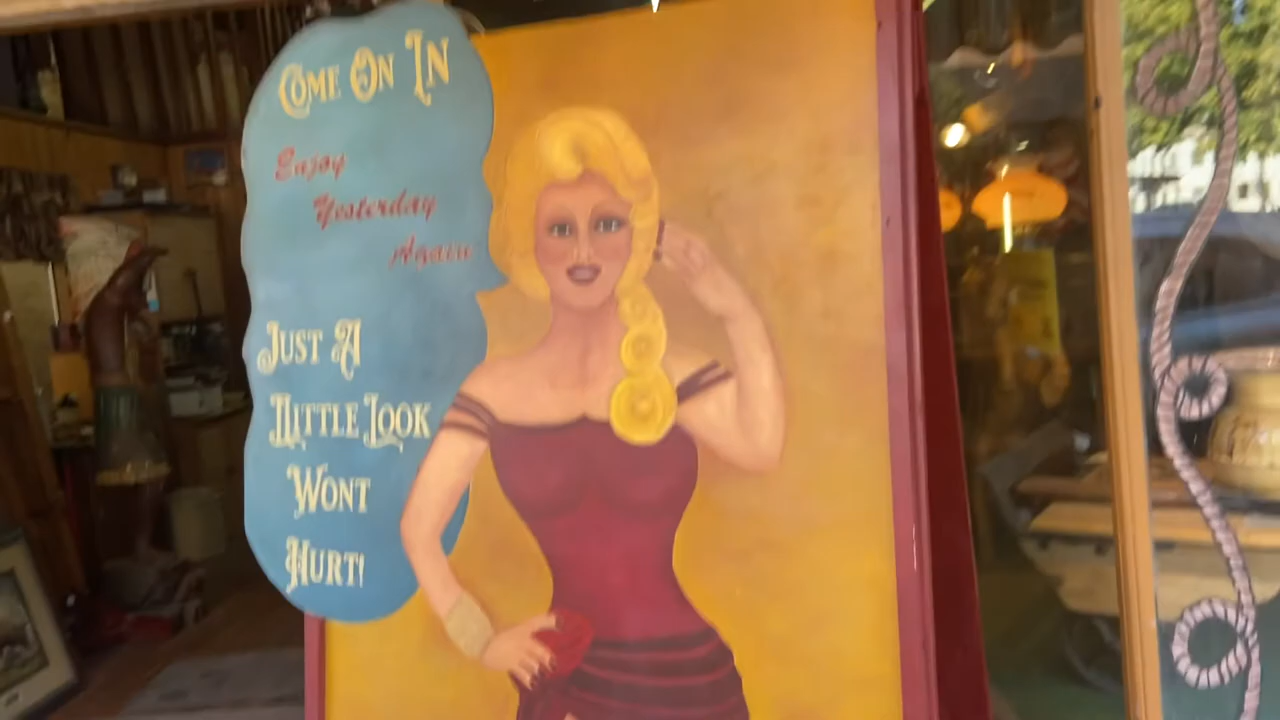 COME ON IN
Enjoy
Yesterday
Again
JUST A
LITTLE LOOK
WONT
HURT!